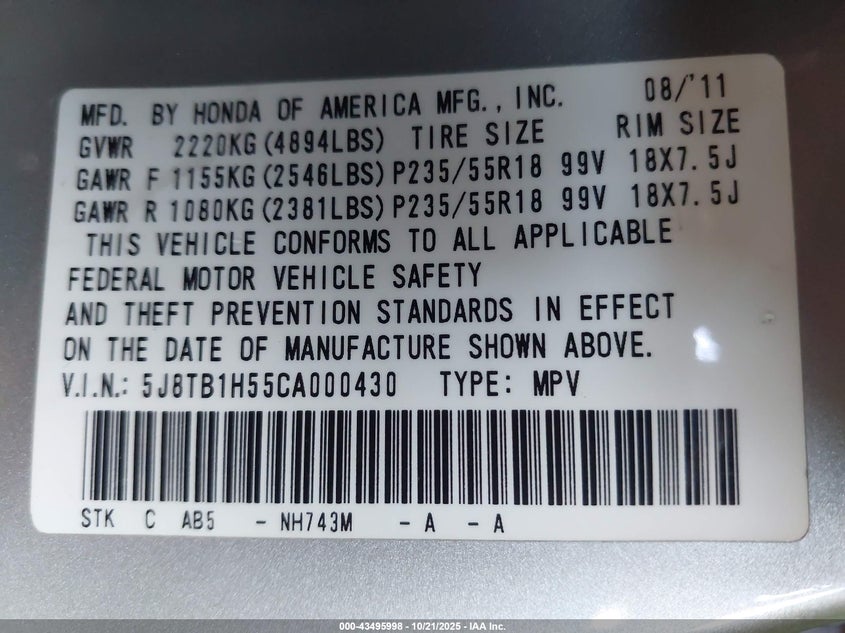 MFD. BY HONDA OF AMERICA MFG., INC. 08/'11
GVWR 2220KG(4894LBS) TIRE SIZE RIM SIZE
GAWR F 1155KG(2546LBS) P235/55R18 99V 18X7.5J
GAWR R 1080KG(2381LBS) P235/55R18 99V 18X7.5J
THIS VEHICLE CONFORMS TO ALL APPLICABLE
FEDERAL MOTOR VEHICLE SAFETY
AND THEFT PREVENTION STANDARDS IN EFFECT
ON THE DATE OF MANUFACTURE SHOWN ABOVE.
V.I.N.: 5J8TB1H55CA000430 TYPE: MPV
STK C AB5 - NH743M - A - A
000-43495998 - 10/21/2025 - IAA Inc.